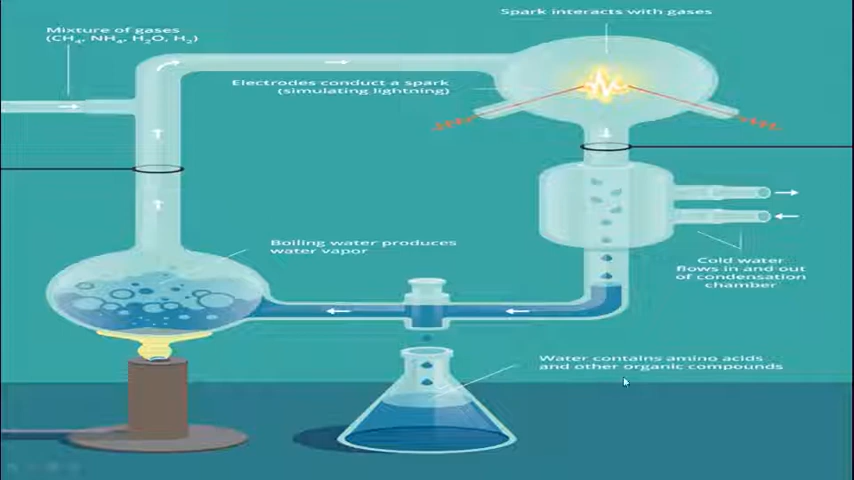 Spark interacts with gases
Mixture of gases
(CH₄, NH₄, H₂O, H₂)
Electrodes conduct a spark
(simulating lightning)
Boiling water produces
water vapor
Cold water
flows in and out
of condensation
chamber
Water contains amino acids
and other organic compounds